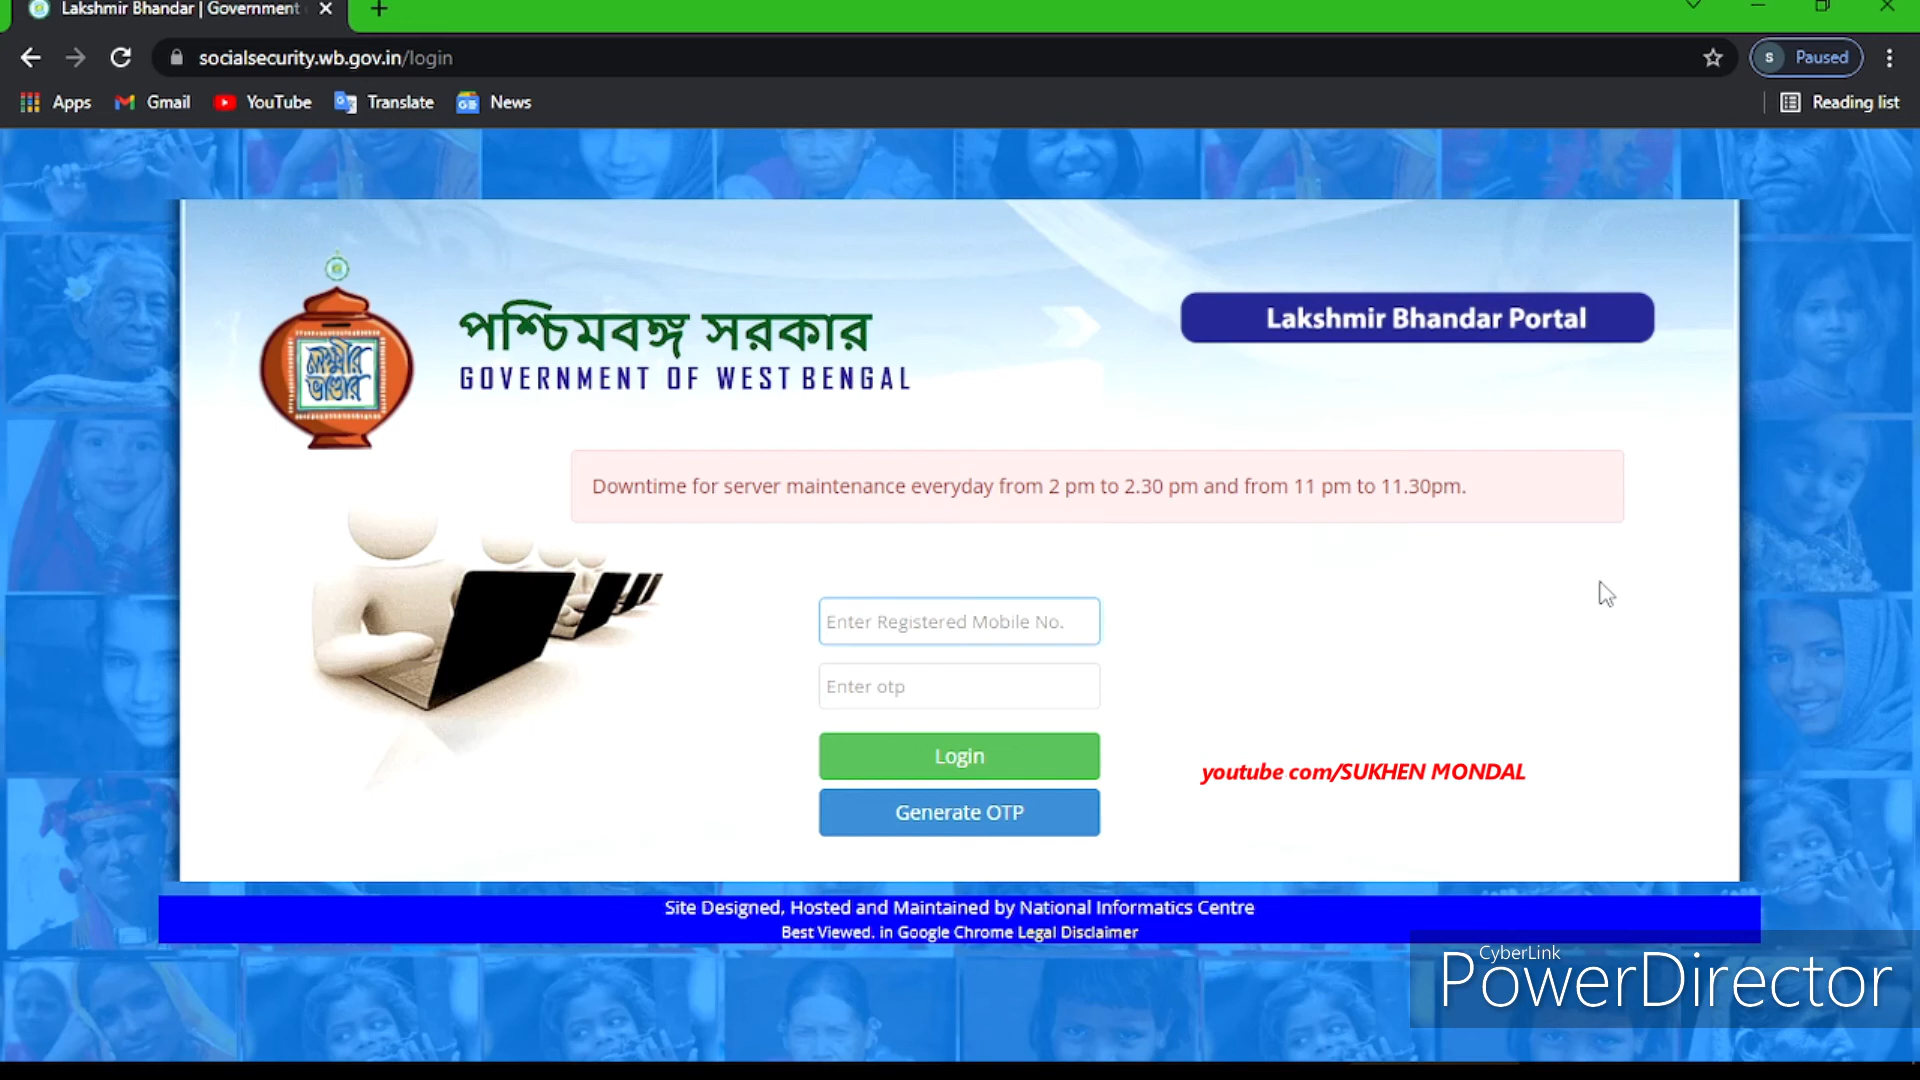 Lakshmir Bhandar | Government
socialsecurity.wb.gov.in/login
S Paused
Apps Gmail YouTube Translate News Reading list
পশ্চিমবঙ্গ সরকার
GOVERNMENT OF WEST BENGAL
লক্ষ্মীর
ভাণ্ডার
Lakshmir Bhandar Portal
Downtime for server maintenance everyday from 2 pm to 2.30 pm and from 11 pm to 11.30pm.
Enter Registered Mobile No.
Enter otp
Login
Generate OTP
youtube com/SUKHEN MONDAL
Site Designed, Hosted and Maintained by National Informatics Centre
Best Viewed. in Google Chrome Legal Disclaimer
CyberLink
PowerDirector